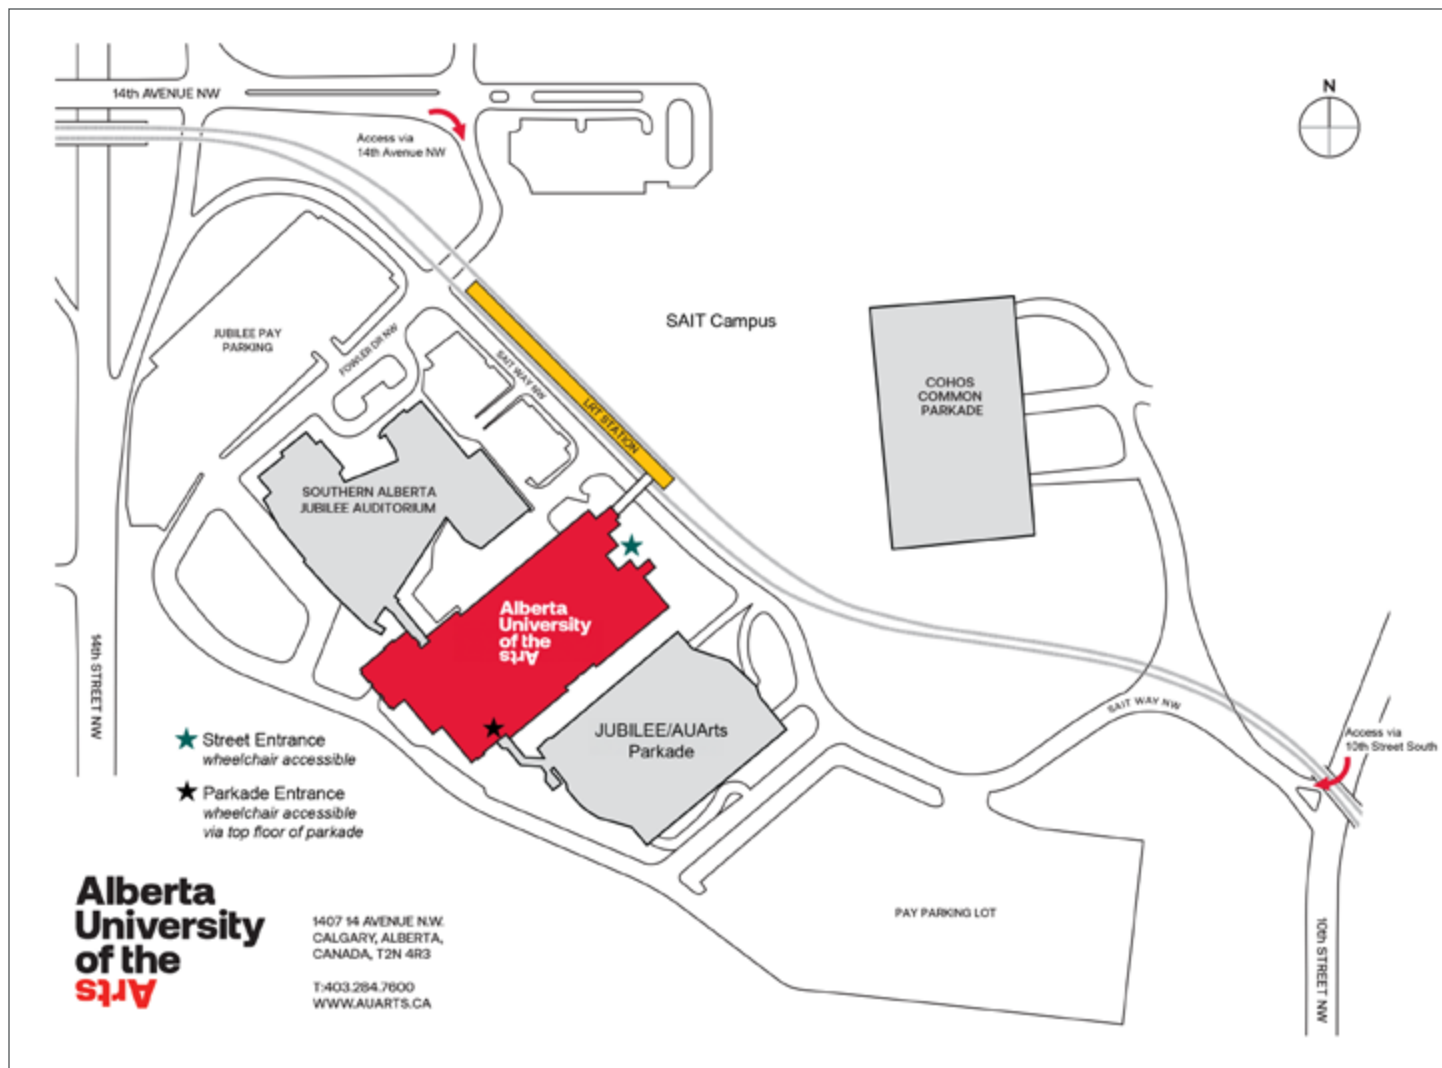 14th AVENUE NW
N
Access via
14th Avenue NW
SAIT Campus
JUBILEE PAY
PARKING
FOWLER DR NW
SAIT WAY NW
LRT STATION
COHOS
COMMON
PARKADE
SOUTHERN ALBERTA
JUBILEE AUDITORIUM
Alberta
University
of the
Arts
14th STREET NW
JUBILEE/AUArts
Parkade
SAIT WAY NW
Access via
10th Street South
Street Entrance
wheelchair accessible
Parkade Entrance
wheelchair accessible
via top floor of parkade
PAY PARKING LOT
10th STREET NW
Alberta
University
of the
Arts
1407 14 AVENUE N.W.
CALGARY, ALBERTA,
CANADA, T2N 4R3
T:403.284.7600
WWW.AUARTS.CA